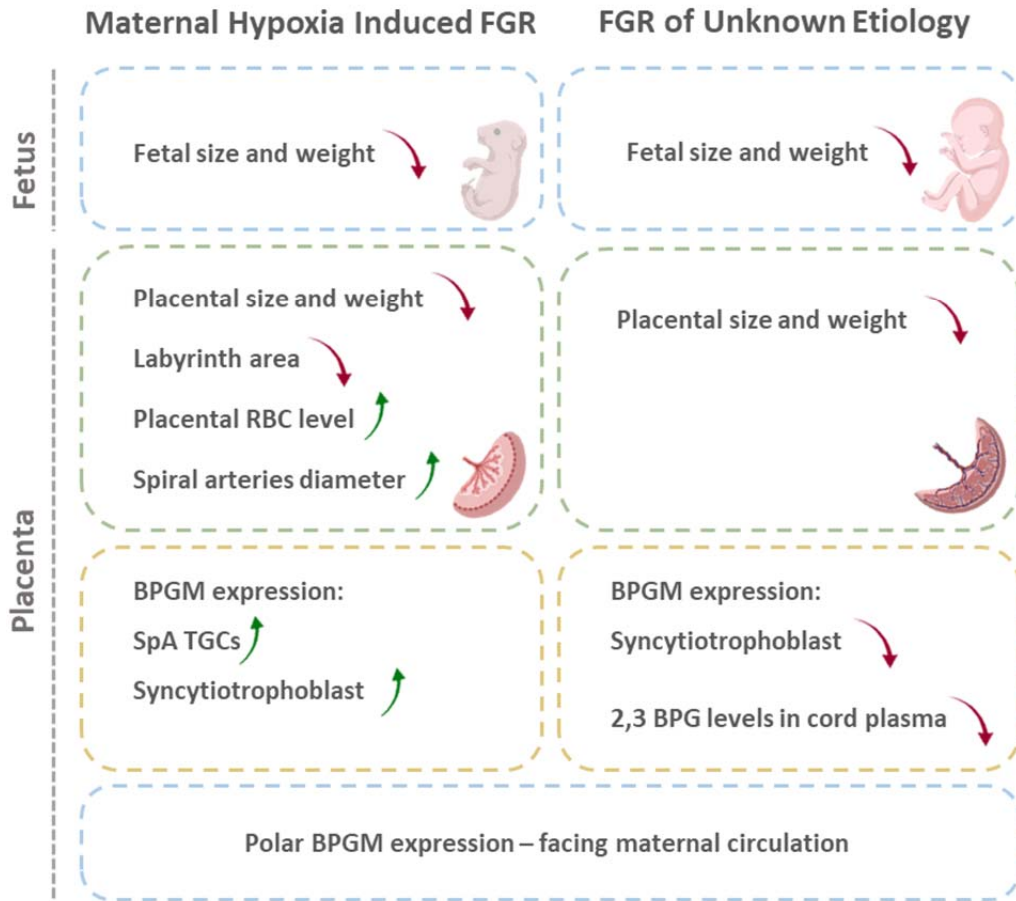 Maternal Hypoxia Induced FGR
FGR of Unknown Etiology
Fetus
Fetal size and weight
Fetal size and weight
Placenta
Placental size and weight
Labyrinth area
Placental RBC level
Spiral arteries diameter
Placental size and weight
BPGM expression:
SpA TGCs
Syncytiotrophoblast
BPGM expression:
Syncytiotrophoblast
2,3 BPG levels in cord plasma
Polar BPGM expression – facing maternal circulation